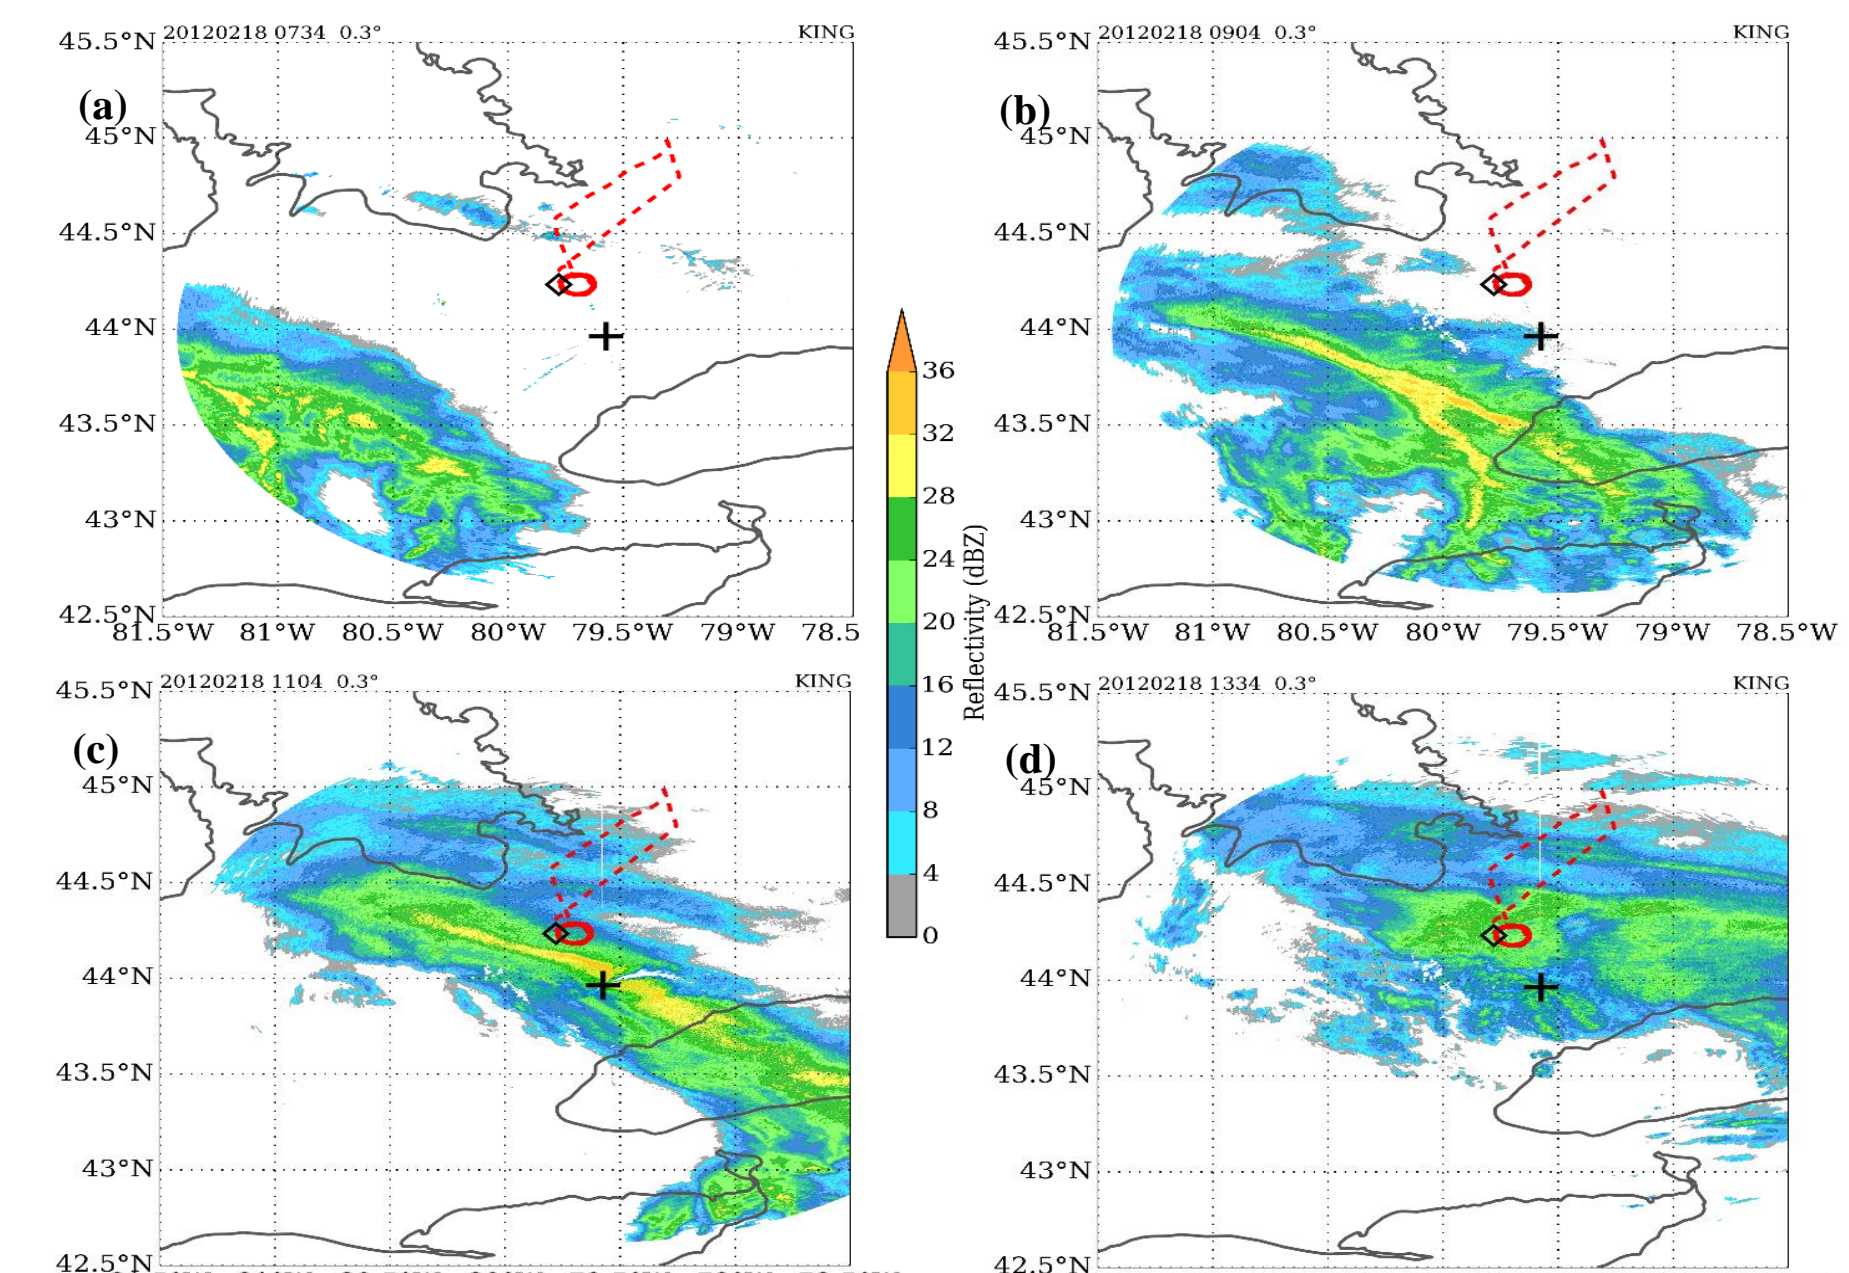 20120218 0734 0.3° KING
(a)
45.5°N
45°N
44.5°N
44°N
43.5°N
43°N
42.5°N
81.5°W 81°W 80.5°W 80°W 79.5°W 79°W 78.5
20120218 0904 0.3° KING
(b)
45.5°N
45°N
44.5°N
44°N
43.5°N
43°N
42.5°N
81.5°W 81°W 80.5°W 80°W 79.5°W 79°W 78.5°W
36
32
28
24
20
16
12
8
4
0
Reflectivity (dBZ)
20120218 1104 0.3° KING
(c)
45.5°N
45°N
44.5°N
44°N
43.5°N
43°N
42.5°N
20120218 1334 0.3° KING
(d)
45.5°N
45°N
44.5°N
44°N
43.5°N
43°N
42.5°N